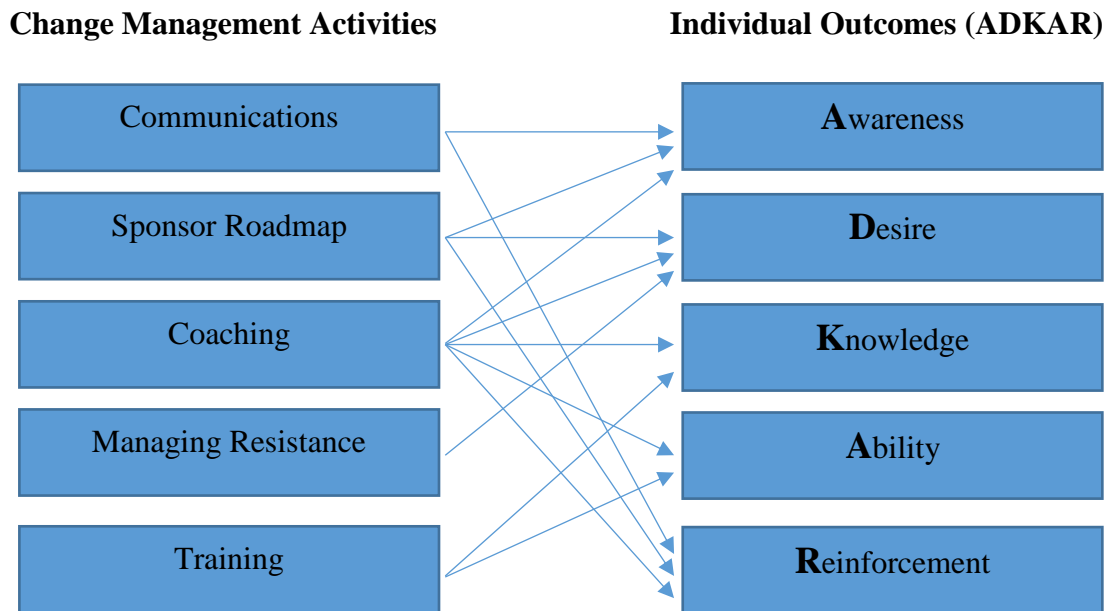 Change Management Activities
Individual Outcomes (ADKAR)
Communications
Awareness
Sponsor Roadmap
Desire
Coaching
Knowledge
Managing Resistance
Ability
Training
Reinforcement